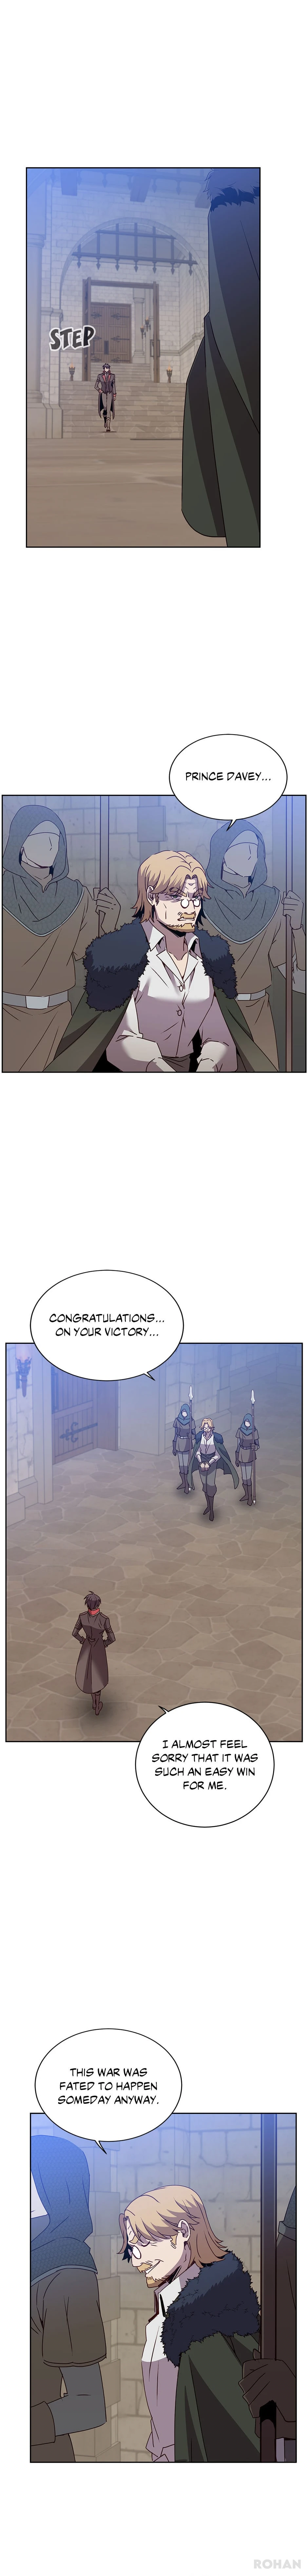 STEP
PRINCE DAVEY...
CONGRATULATIONS...
ON YOUR VICTORY...
I ALMOST FEEL
SORRY THAT IT WAS
SUCH AN EASY WIN
FOR ME.
THIS WAR WAS
FATED TO HAPPEN
SOMEDAY ANYWAY.
ROHAN